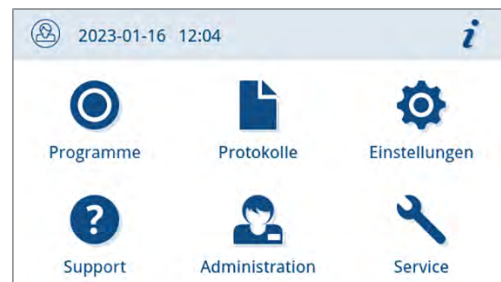 2023-01-16 12:04 i
Programme Protokolle Einstellungen
? 
Support Administration Service